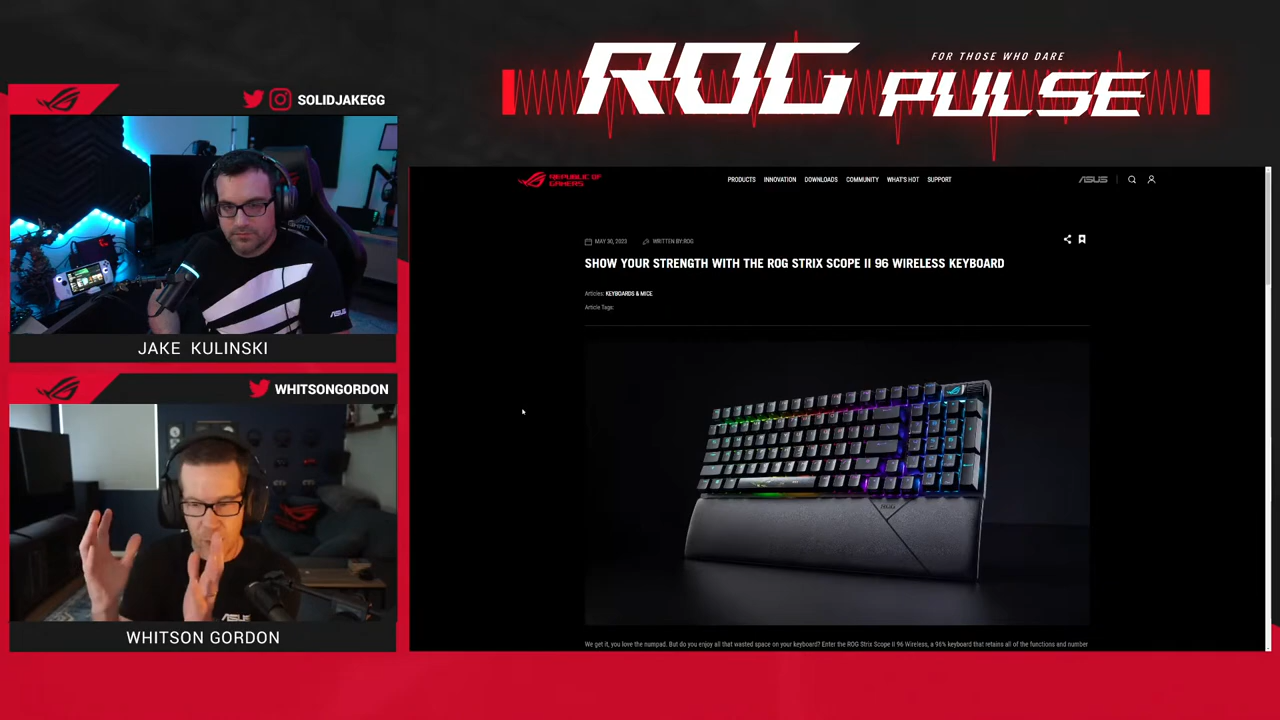 ROG PULSE
FOR THOSE WHO DARE
SOLIDJAKEGG
JAKE KULINSKI
WHITSONGORDON
WHITSON GORDON
REPUBLIC OF
GAMERS
PRODUCTS INNOVATION DOWNLOADS COMMUNITY WHAT'S HOT SUPPORT
ASUS
MAY 30, 2023 WRITTEN BY:ROG
SHOW YOUR STRENGTH WITH THE ROG STRIX SCOPE II 96 WIRELESS KEYBOARD
Articles: KEYBOARDS & MICE
Article Tags:
ROG
We get it, you love the numpad. But do you enjoy all that wasted space on your keyboard? Enter the ROG Strix Scope II 96 Wireless, a 96% keyboard that retains all of the functions and number